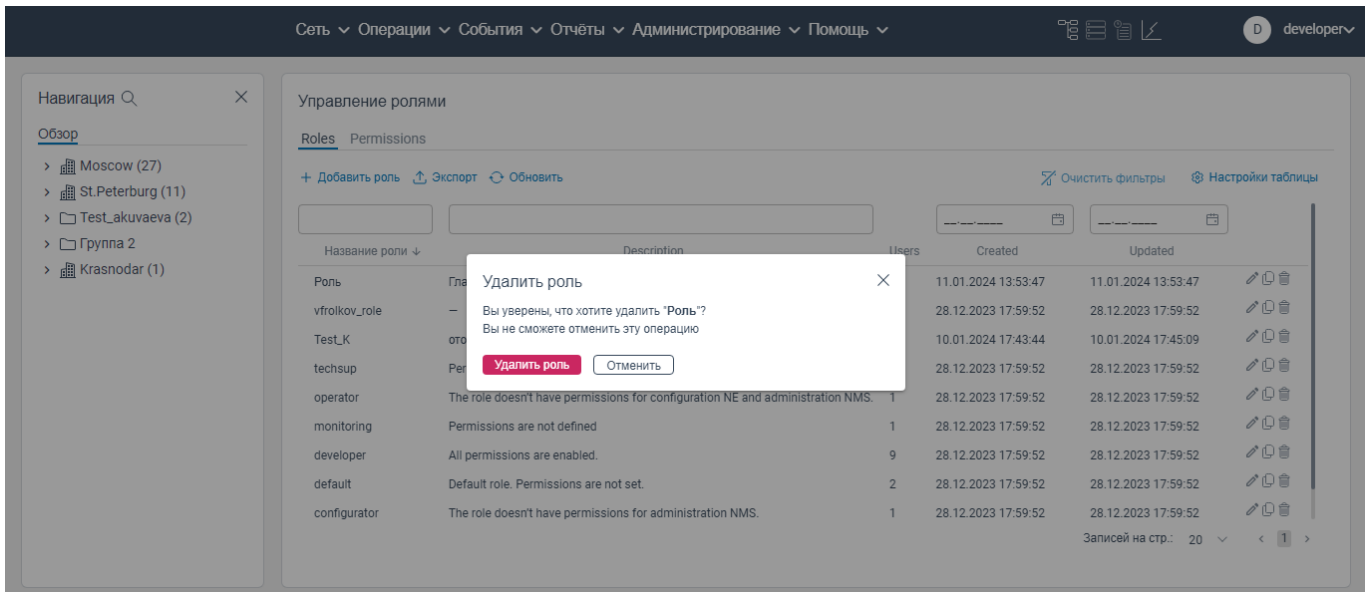 Сеть Операции События Отчёты Администрирование Помощь D developer
Навигация
Обзор
Moscow (27)
St.Peterburg (11)
Test_akuvaeva (2)
Группа 2
Krasnodar (1)
Управление ролями
Roles Permissions
+ Добавить роль Экспорт Обновить Очистить фильтры Настройки таблицы
__.__.____ __.__.____
Название роли ↓ Description Users Created Updated
Роль Гла 11.01.2024 13:53:47 11.01.2024 13:53:47
vfrolkov_role — 28.12.2023 17:59:52 28.12.2023 17:59:52
Test_K ото 10.01.2024 17:43:44 10.01.2024 17:45:09
techsup Per 28.12.2023 17:59:52 28.12.2023 17:59:52
operator The role doesn't have permissions for configuration NE and administration NMS. 1 28.12.2023 17:59:52 28.12.2023 17:59:52
monitoring Permissions are not defined 1 28.12.2023 17:59:52 28.12.2023 17:59:52
developer All permissions are enabled. 9 28.12.2023 17:59:52 28.12.2023 17:59:52
default Default role. Permissions are not set. 2 28.12.2023 17:59:52 28.12.2023 17:59:52
configurator The role doesn't have permissions for administration NMS. 1 28.12.2023 17:59:52 28.12.2023 17:59:52
Записей на стр.: 20 < 1 >
Удалить роль
Вы уверены, что хотите удалить "Роль"?
Вы не сможете отменить эту операцию
Удалить роль Отменить